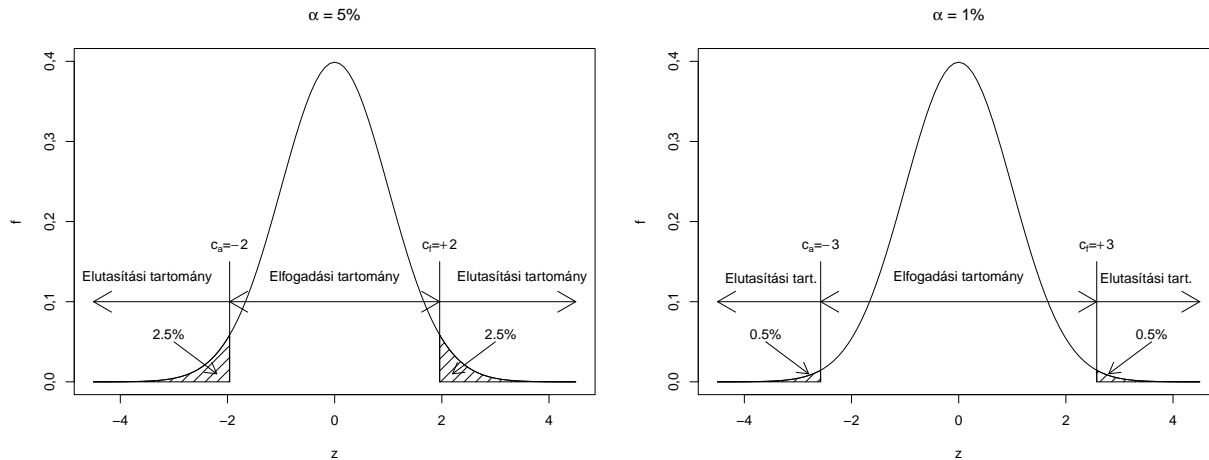 α = 5%
f
0,0
0,1
0,2
0,3
0,4
cₐ=−2
c_f=+2
Elutasítási tartomány
Elfogadási tartomány
Elutasítási tartomány
2.5%
2.5%
−4
−2
0
2
4
z
α = 1%
f
0,0
0,1
0,2
0,3
0,4
cₐ=−3
c_f=+3
Elutasítási tart.
Elfogadási tartomány
Elutasítási tart.
0.5%
0.5%
−4
−2
0
2
4
z